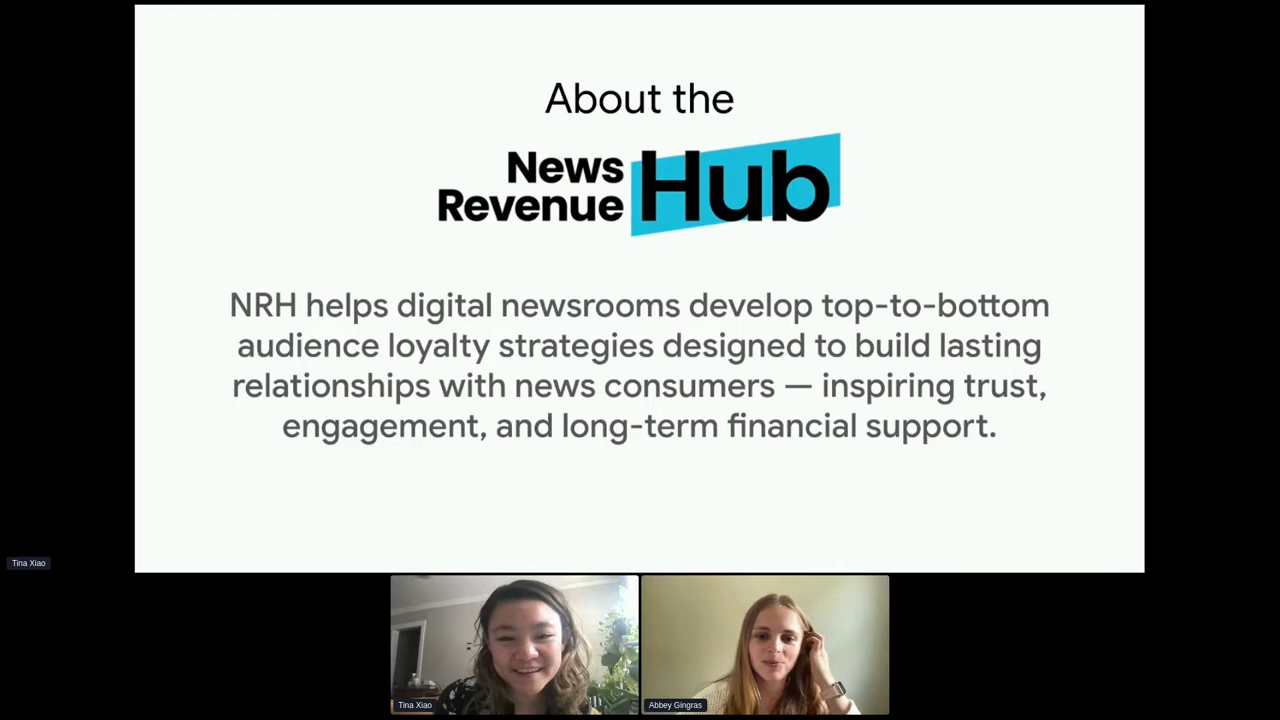 About the
News
Revenue
Hub
NRH helps digital newsrooms develop top-to-bottom
audience loyalty strategies designed to build lasting
relationships with news consumers — inspiring trust,
engagement, and long-term financial support.
Tina Xiao
Tina Xiao
Abbey Gingras